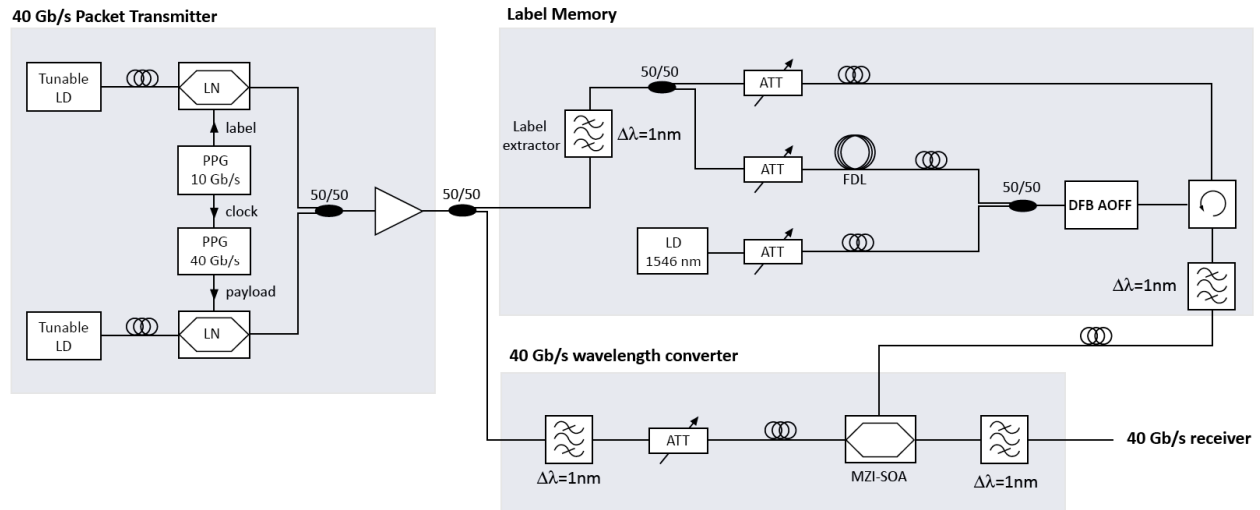 40 Gb/s Packet Transmitter
Tunable
LD
LN
label
PPG
10 Gb/s
clock
PPG
40 Gb/s
payload
Tunable
LD
LN
50/50
50/50
Label Memory
Label
extractor
Δλ=1nm
50/50
ATT
ATT
FDL
LD
1546 nm
ATT
50/50
DFB AOFF
Δλ=1nm
40 Gb/s wavelength converter
Δλ=1nm
ATT
MZI-SOA
Δλ=1nm
40 Gb/s receiver